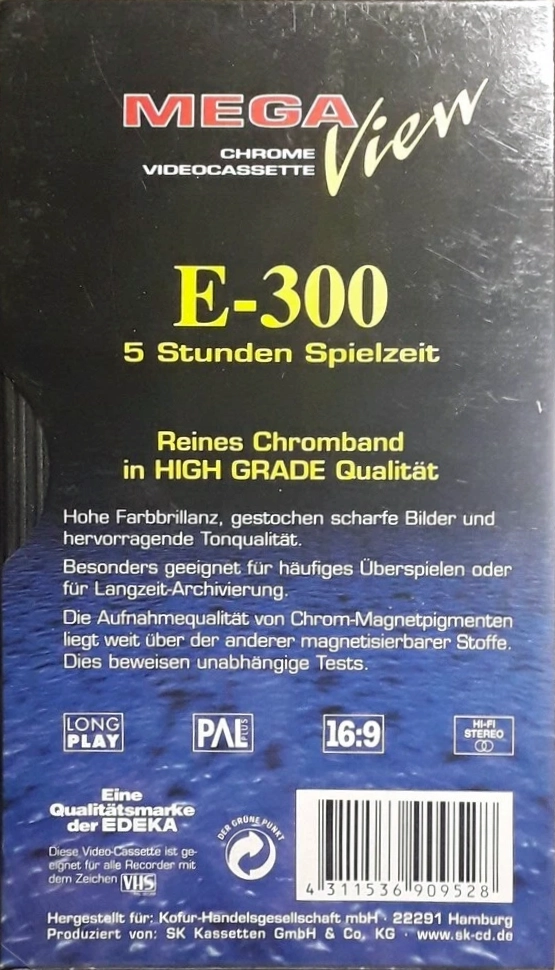 MEGA View
CHROME
VIDEOCASSETTE
E-300
5 Stunden Spielzeit
Reines Chromband
in HIGH GRADE Qualität
Hohe Farbbrillanz, gestochen scharfe Bilder und
hervorragende Tonqualität.
Besonders geeignet für häufiges Überspielen oder
für Langzeit-Archivierung.
Die Aufnahmequalität von Chrom-Magnetpigmenten
liegt weit über der anderer magnetisierbarer Stoffe.
Dies beweisen unabhängige Tests.
LONG
PLAY
PAL PLUS
16:9
HI-FI
STEREO
Eine
Qualitätsmarke
der EDEKA
Diese Video-Cassette ist ge-
eignet für alle Recorder mit
dem Zeichen VHS
DER GRÜNE PUNKT
4 311536 909528
Hergestellt für: Kofur-Handelsgesellschaft mbH · 22291 Hamburg
Produziert von: SK Kassetten GmbH & Co. KG · www.sk-cd.de